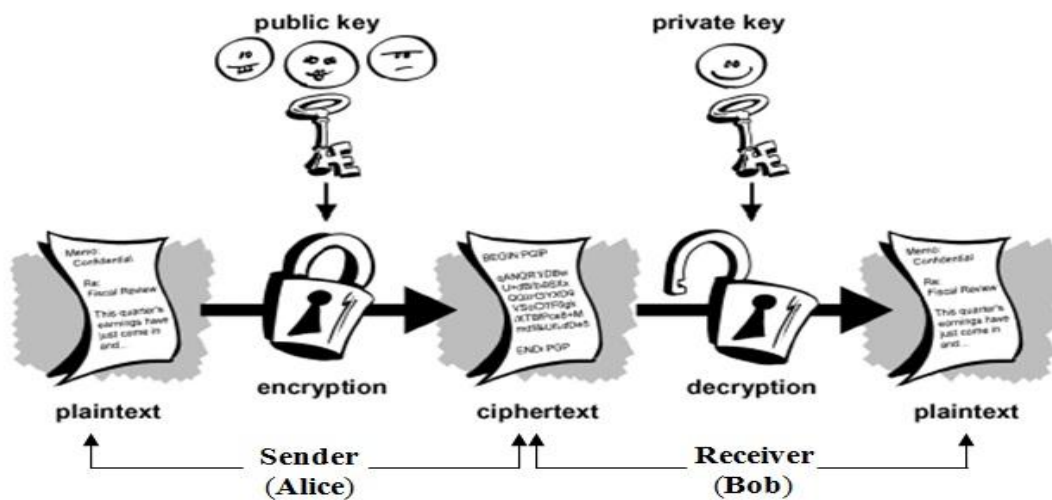 public key
private key
Memo:
Confidential
Re:
Fiscal Review
This quarter's
earnings have
just come in
and...
BEGIN PGP
END PGP
Memo:
Confidential
Re:
Fiscal Review
This quarter's
earnings have
just come in
and...
encryption
decryption
plaintext
ciphertext
plaintext
Sender
(Alice)
Receiver
(Bob)